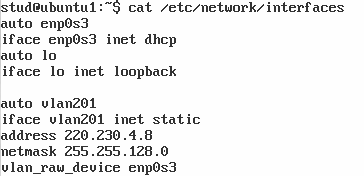 stud@ubuntu1:~$ cat /etc/network/interfaces
auto enp0s3
iface enp0s3 inet dhcp
auto lo
iface lo inet loopback
auto vlan201
iface vlan201 inet static
address 220.230.4.8
netmask 255.255.128.0
vlan_raw_device enp0s3